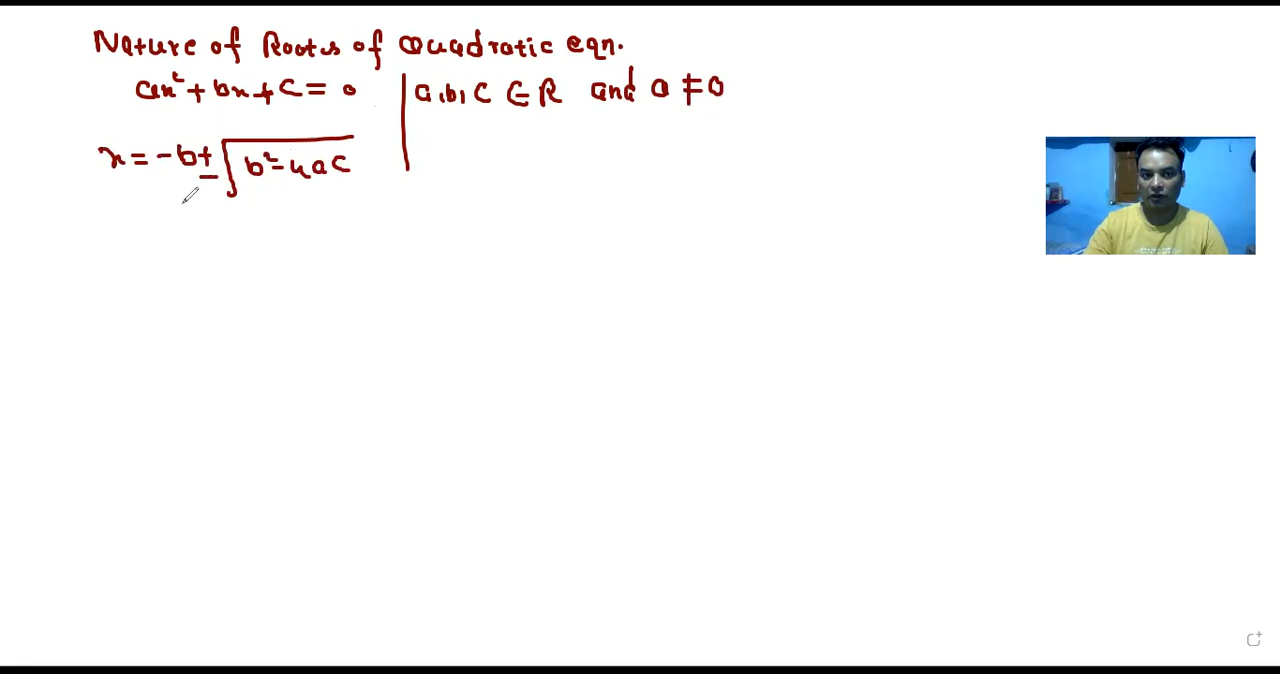 Nature of Roots of quadratic eqn.
ax²+bx+c=0 | a,b,c ∈ R and a ≠ 0
x = -b ± √b²-4ac